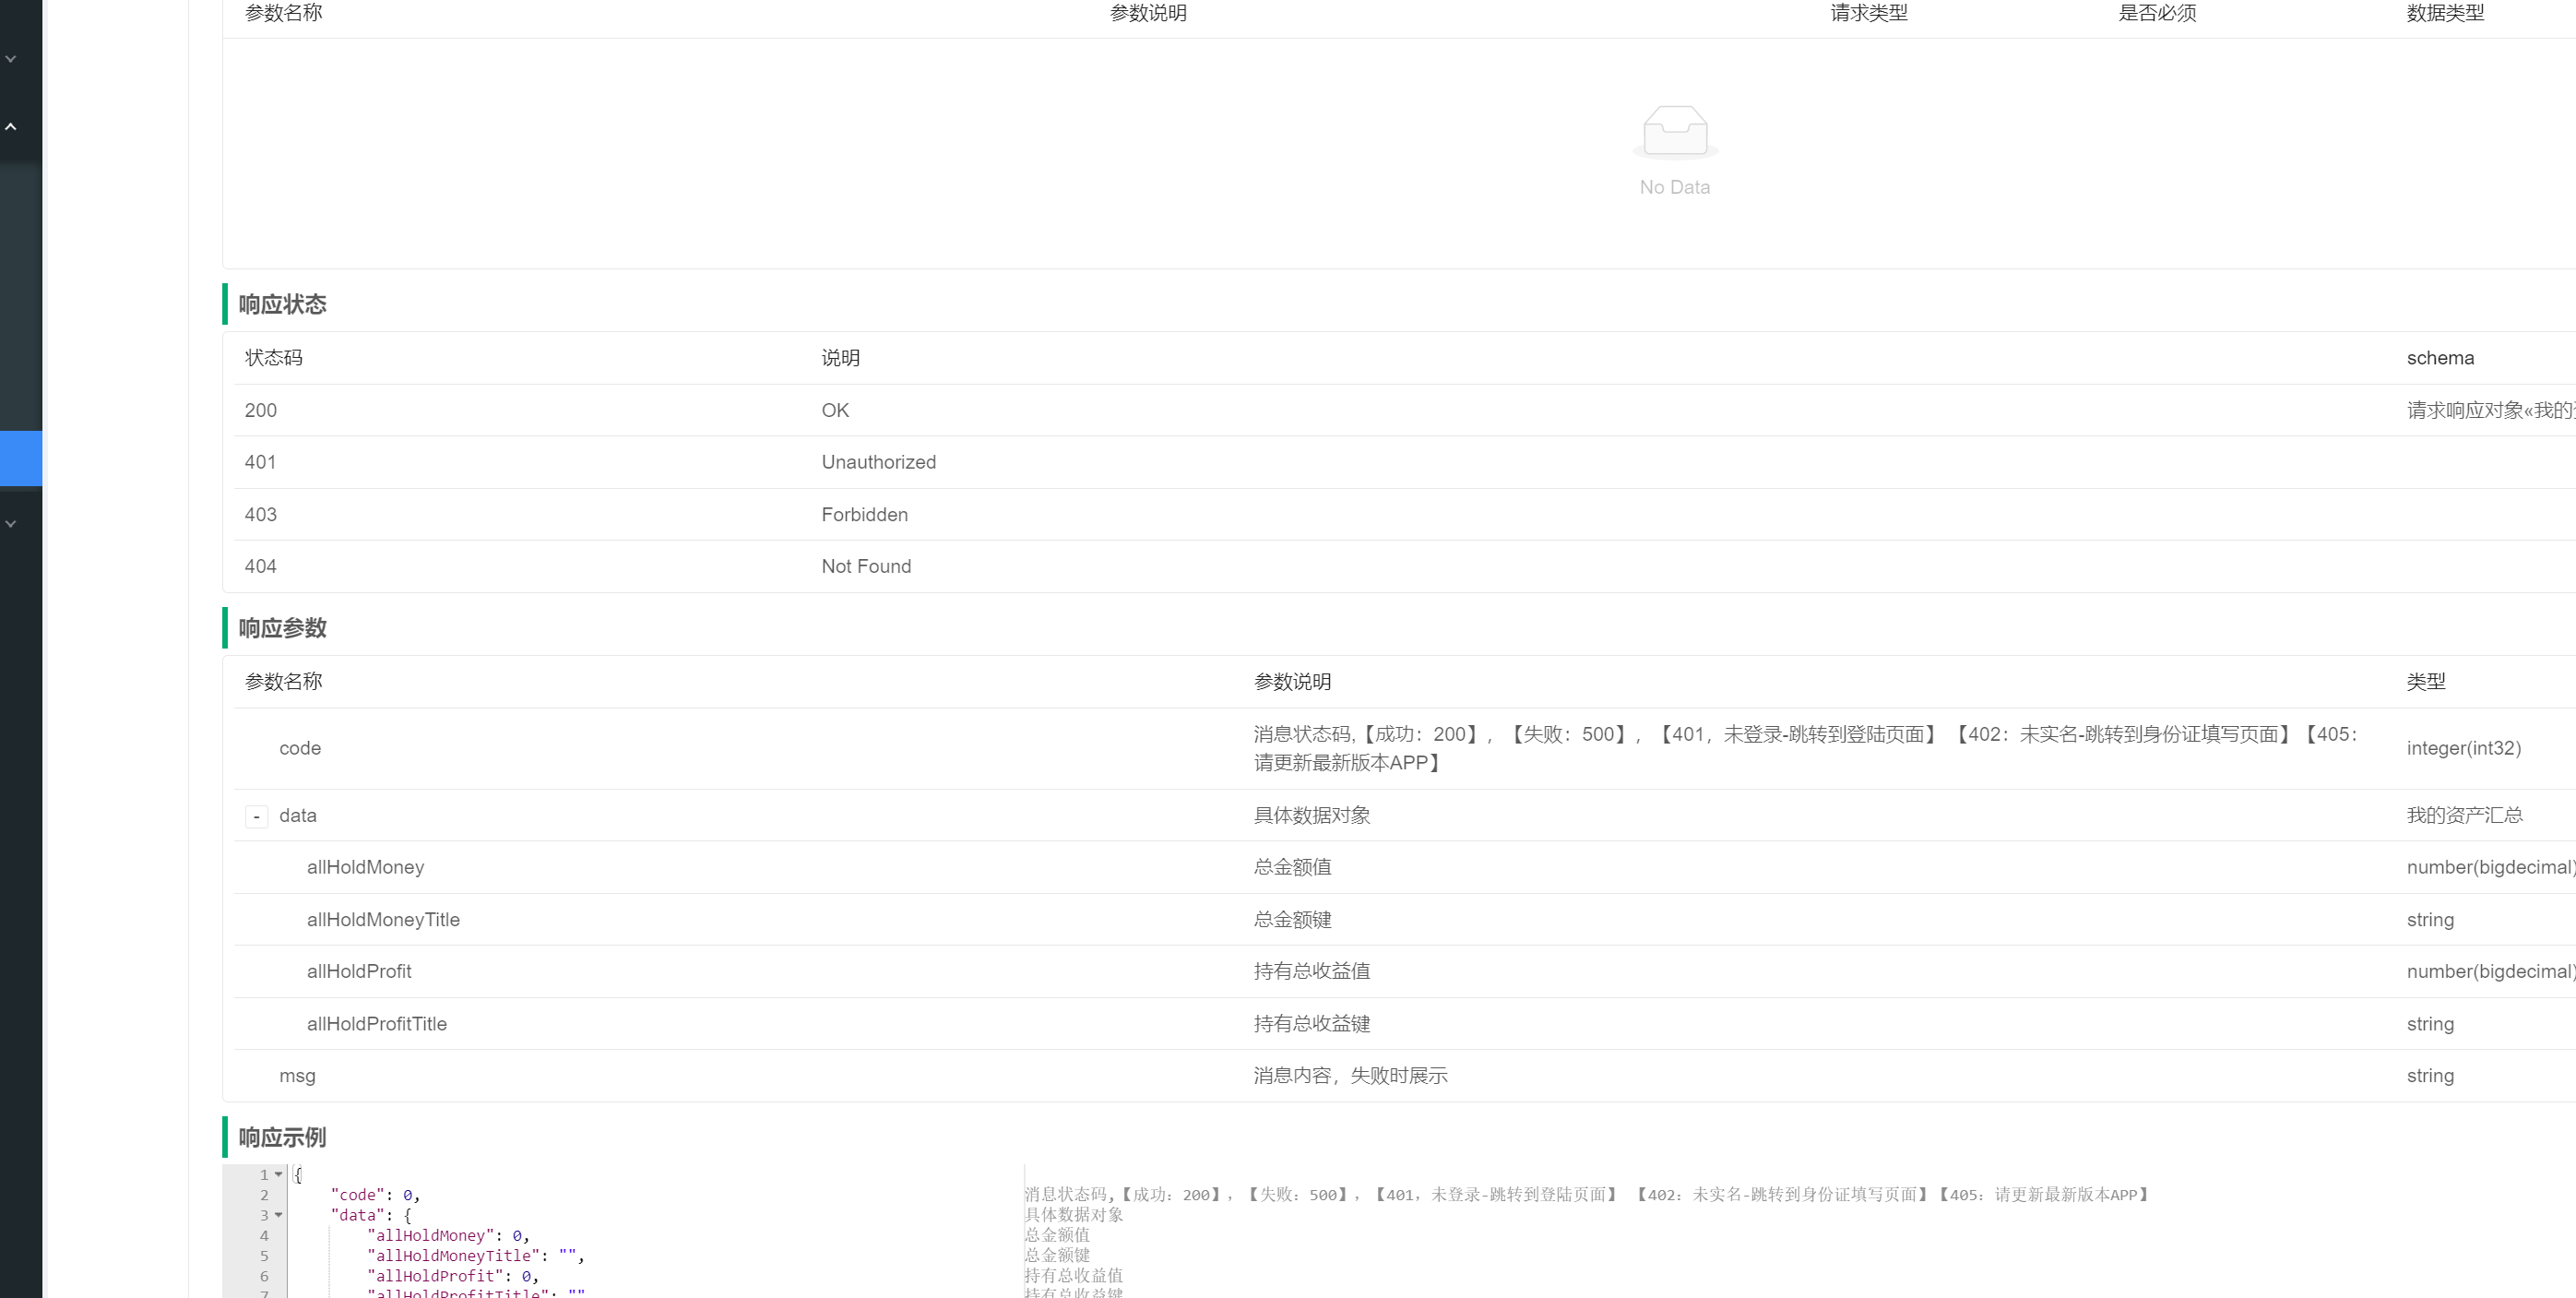 参数名称 参数说明 请求类型 是否必须 数据类型
No Data
响应状态
状态码 说明 schema
200 OK 请求响应对象«我的
401 Unauthorized
403 Forbidden
404 Not Found
响应参数
参数名称 参数说明 类型
code 消息状态码,【成功：200】，【失败：500】，【401，未登录-跳转到登陆页面】 【402：未实名-跳转到身份证填写页面】【405：
请更新最新版本APP】 integer(int32)
- data 具体数据对象 我的资产汇总
allHoldMoney 总金额值 number(bigdecimal)
allHoldMoneyTitle 总金额键 string
allHoldProfit 持有总收益值 number(bigdecimal)
allHoldProfitTitle 持有总收益键 string
msg 消息内容，失败时展示 string
响应示例
1 {
2 "code": 0, 消息状态码,【成功：200】，【失败：500】，【401，未登录-跳转到登陆页面】 【402：未实名-跳转到身份证填写页面】【405：请更新最新版本APP】
3 "data": { 具体数据对象
4 "allHoldMoney": 0, 总金额值
5 "allHoldMoneyTitle": "", 总金额键
6 "allHoldProfit": 0, 持有总收益值
7 "allHoldProfitTitle": "" 持有总收益键